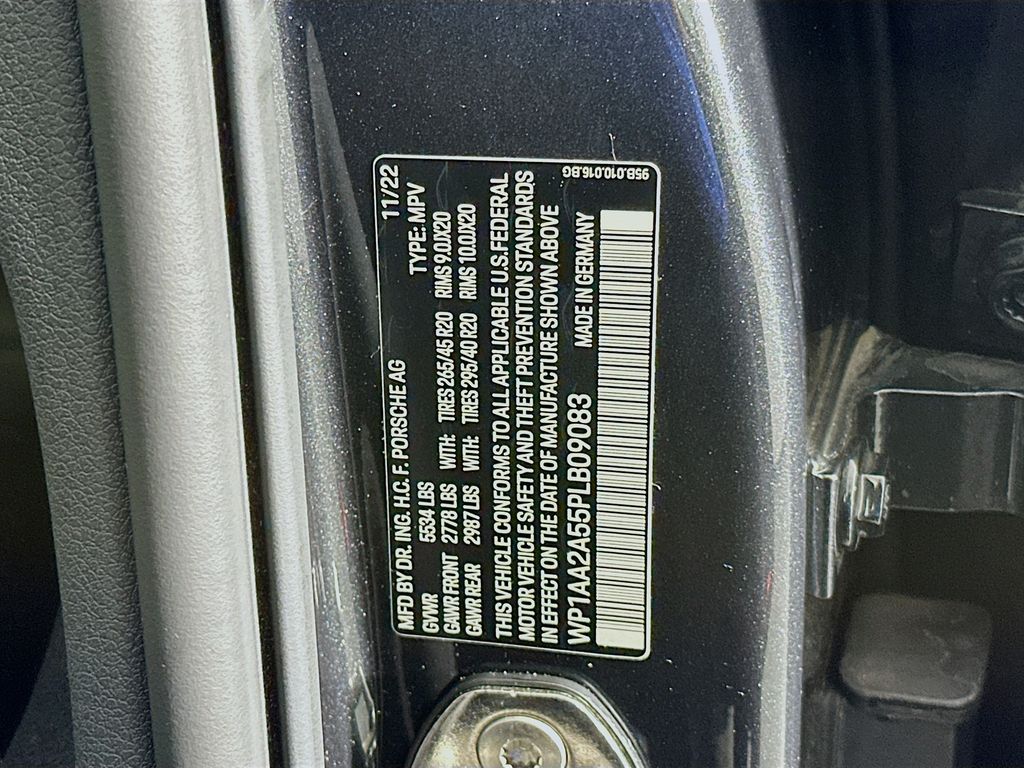 MFD BY DR. ING. H.C. F. PORSCHE AG 11/22
GVWR 5534 LBS TYPE: MPV
GAWR FRONT 2778 LBS WITH: TIRES 265/45 R20 RIMS 9.0JX20
GAWR REAR 2987 LBS WITH: TIRES 295/40 R20 RIMS 10.0JX20
THIS VEHICLE CONFORMS TO ALL APPLICABLE U.S. FEDERAL
MOTOR VEHICLE SAFETY AND THEFT PREVENTION STANDARDS
IN EFFECT ON THE DATE OF MANUFACTURE SHOWN ABOVE
WP1AA2A55PLB09083 MADE IN GERMANY
95B.010.016.BG